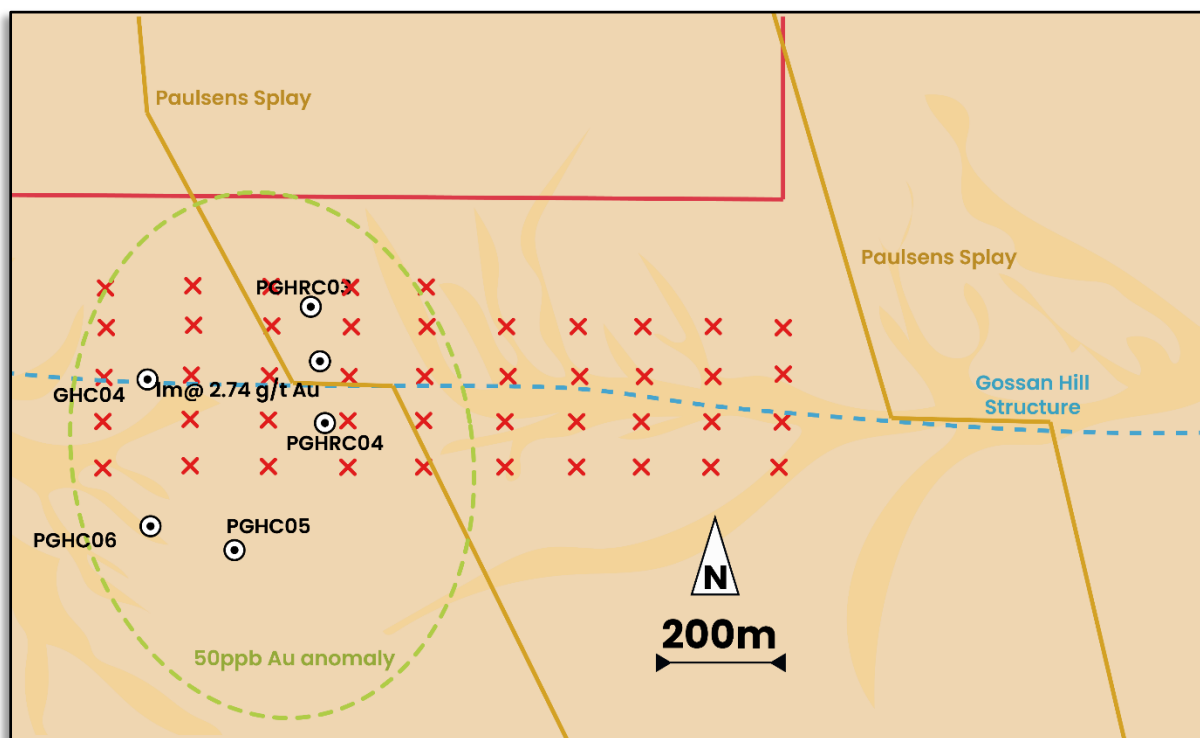 Paulsens Splay
Paulsens Splay
PGHRC03
GHC04
1m@ 2.74 g/t Au
Gossan Hill
Structure
PGHRC04
PGHC05
PGHC06
N
200m
50ppb Au anomaly